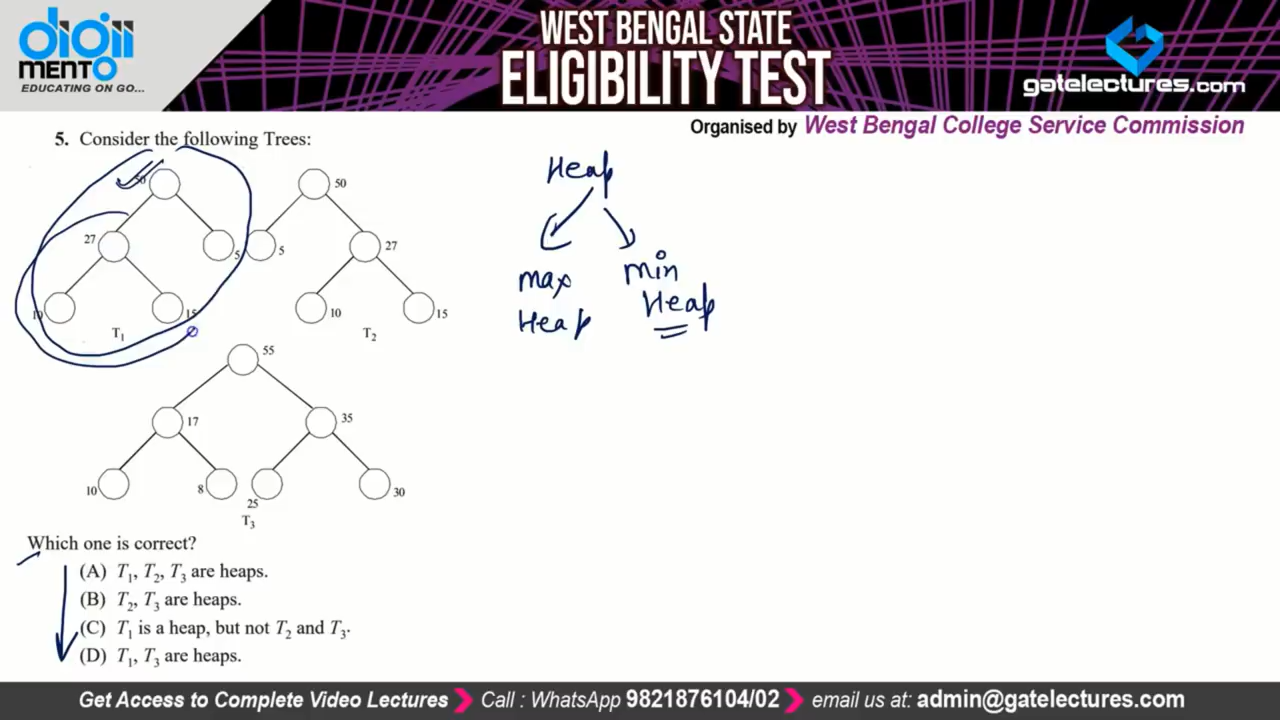 digii
mento
EDUCATING ON GO...
WEST BENGAL STATE
ELIGIBILITY TEST
gatelectures.com
Organised by West Bengal College Service Commission
5. Consider the following Trees:
50
27
5
10
15
T1
50
5
27
10
15
T2
55
17
35
10
8
25
30
T3
Heap
max
Heap
min
Heap
Which one is correct?
(A) T1, T2, T3 are heaps.
(B) T2, T3 are heaps.
(C) T1 is a heap, but not T2 and T3.
(D) T1, T3 are heaps.
Get Access to Complete Video Lectures Call : WhatsApp 9821876104/02 email us at: admin@gatelectures.com